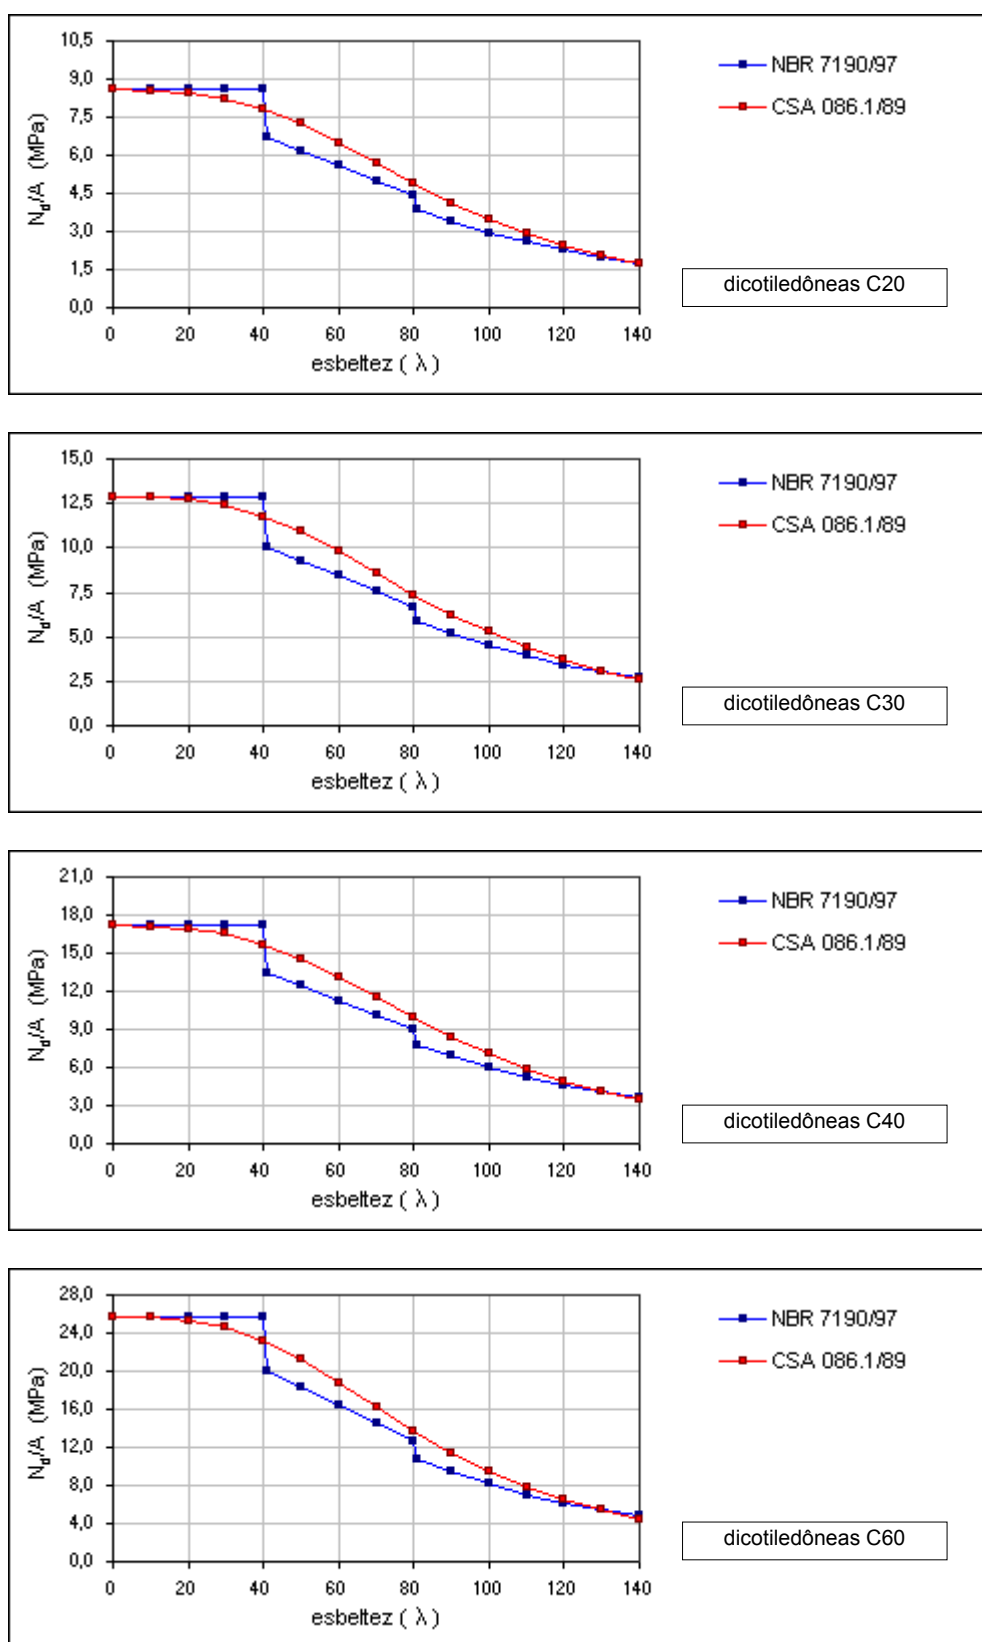 10,5
9,0
7,5
6,0
4,5
3,0
1,5
0,0
N_d/A (MPa)
0 20 40 60 80 100 120 140
esbeltez ( λ )
NBR 7190/97
CSA 086.1/89
dicotiledôneas C20
15,0
12,5
10,0
7,5
5,0
2,5
0,0
N_d/A (MPa)
0 20 40 60 80 100 120 140
esbeltez ( λ )
NBR 7190/97
CSA 086.1/89
dicotiledôneas C30
21,0
18,0
15,0
12,0
9,0
6,0
3,0
0,0
N_d/A (MPa)
0 20 40 60 80 100 120 140
esbeltez ( λ )
NBR 7190/97
CSA 086.1/89
dicotiledôneas C40
28,0
24,0
20,0
16,0
12,0
8,0
4,0
0,0
N_d/A (MPa)
0 20 40 60 80 100 120 140
esbeltez ( λ )
NBR 7190/97
CSA 086.1/89
dicotiledôneas C60